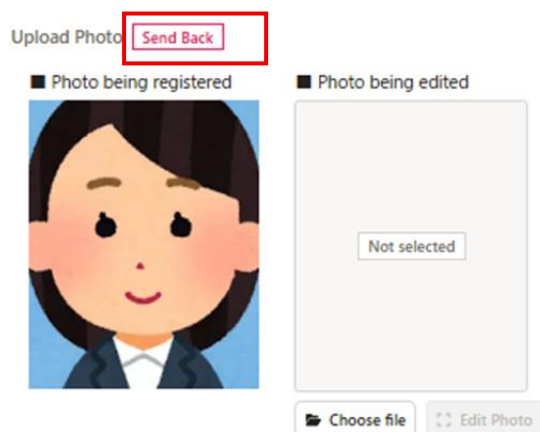 Upload Photo Send Back
■ Photo being registered
■ Photo being edited
Not selected
Choose file
Edit Photo